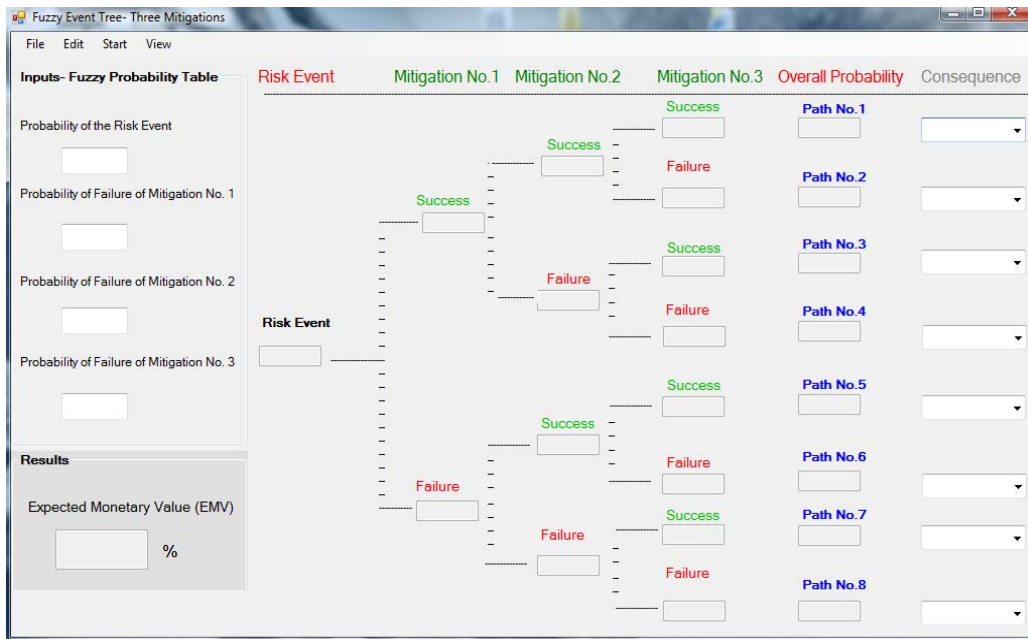 Fuzzy Event Tree- Three Mitigations
File Edit Start View
Inputs- Fuzzy Probability Table
Risk Event Mitigation No.1 Mitigation No.2 Mitigation No.3 Overall Probability Consequence
Success Path No.1
Probability of the Risk Event
Success
Failure Path No.2
Probability of Failure of Mitigation No. 1
Success
Success Path No.3
Probability of Failure of Mitigation No. 2
Failure
Failure Path No.4
Risk Event
Probability of Failure of Mitigation No. 3
Success Path No.5
Success
Results
Failure Path No.6
Failure
Expected Monetary Value (EMV)
Success Path No.7
Failure
%
Failure
Path No.8